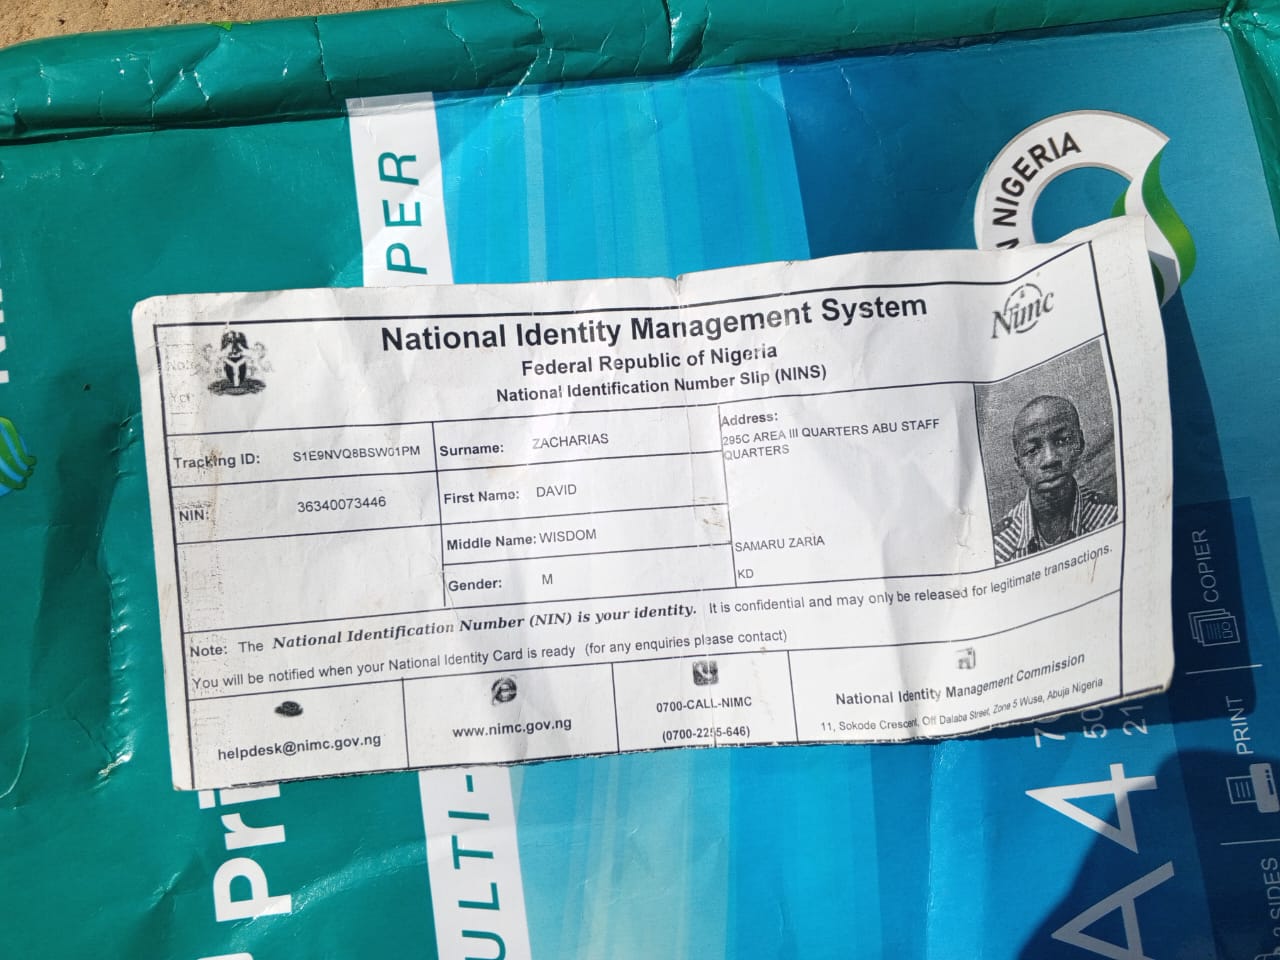 National Identity Management System
Federal Republic of Nigeria
National Identification Number Slip (NINS)
Nimc
Tracking ID: S1E9NVQ8BSW01PM
NIN: 36340073446
Surname: ZACHARIAS
First Name: DAVID
Middle Name: WISDOM
Gender: M
Address:
295C AREA III QUARTERS ABU STAFF
QUARTERS
SAMARU ZARIA
KD
Note: The National Identification Number (NIN) is your identity. It is confidential and may only be released for legitimate transactions.
You will be notified when your National Identity Card is ready (for any enquiries please contact)
helpdesk@nimc.gov.ng
www.nimc.gov.ng
0700-CALL-NIMC
(0700-2255-646)
National Identity Management Commission
11, Sokode Crescent, Off Dalaba Street, Zone 5 Wuse, Abuja Nigeria
PER
ULTI-
NIGERIA
COPIER
PRINT
SIDES
A4
50
21